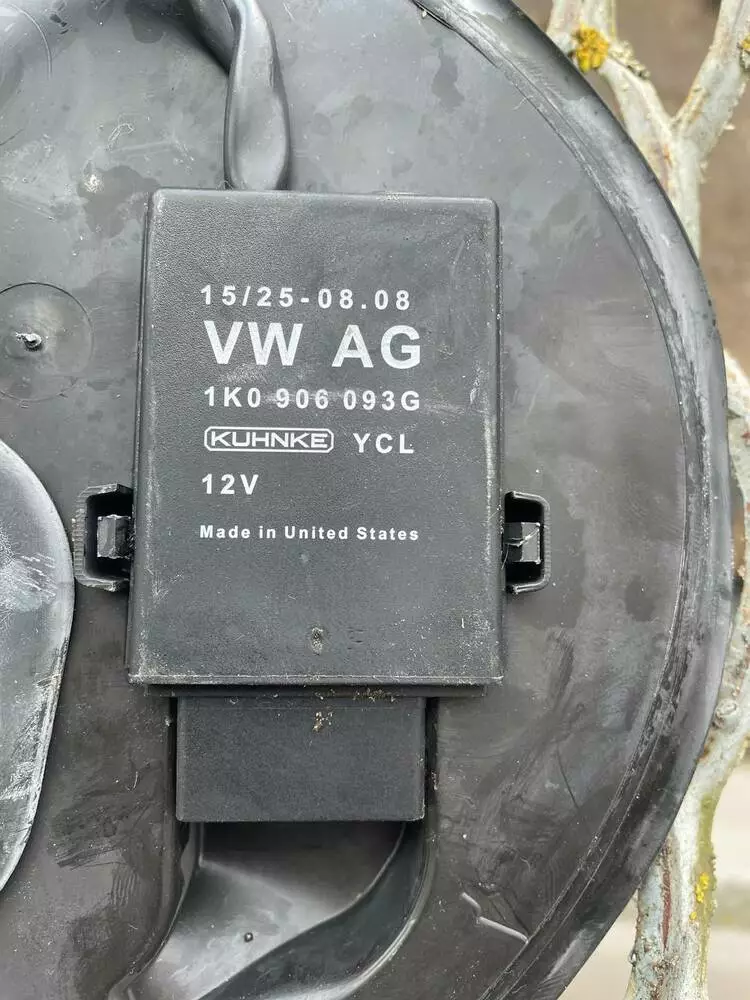 15/25-08.08
VW AG
1K0 906 093G
KUHNKE YCL
12V
Made in United States